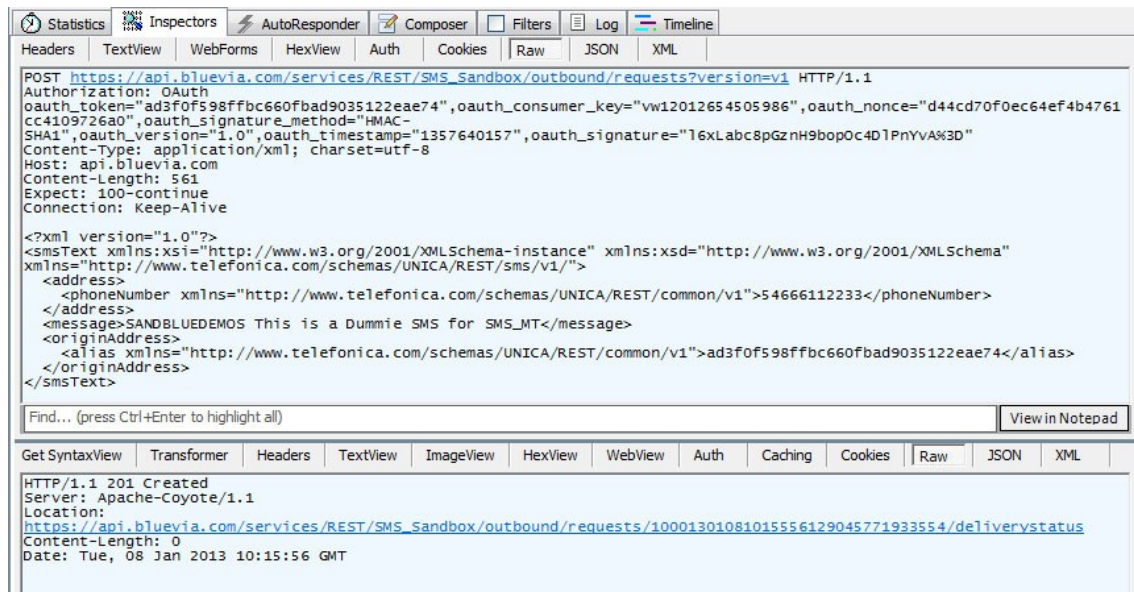 Statistics Inspectors AutoResponder Composer Filters Log Timeline
Headers TextView WebForms HexView Auth Cookies Raw JSON XML
POST https://api.bluevia.com/services/REST/SMS_Sandbox/outbound/requests?version=v1 HTTP/1.1
Authorization: OAuth
oauth_token="ad3f0f598ffbc660fbad9035122eae74",oauth_consumer_key="vw12012654505986",oauth_nonce="d44cd70f0ec64ef4b4761
cc4109726a0",oauth_signature_method="HMAC-
SHA1",oauth_version="1.0",oauth_timestamp="1357640157",oauth_signature="l6xLabc8pGznH9bopOc4DlPnYvA%3D"
Content-Type: application/xml; charset=utf-8
Host: api.bluevia.com
Content-Length: 561
Expect: 100-continue
Connection: Keep-Alive
<?xml version="1.0"?>
<smsText xmlns:xsi="http://www.w3.org/2001/XMLSchema-instance" xmlns:xsd="http://www.w3.org/2001/XMLSchema"
xmlns="http://www.telefonica.com/schemas/UNICA/REST/sms/v1/">
<address>
<phoneNumber xmlns="http://www.telefonica.com/schemas/UNICA/REST/common/v1">54666112233</phoneNumber>
</address>
<message>SANDBLUEDEMOS This is a Dummie SMS for SMS_MT</message>
<originAddress>
<alias xmlns="http://www.telefonica.com/schemas/UNICA/REST/common/v1">ad3f0f598ffbc660fbad9035122eae74</alias>
</originAddress>
</smsText>
Find... (press Ctrl+Enter to highlight all) View in Notepad
Get SyntaxView Transformer Headers TextView ImageView HexView WebView Auth Caching Cookies Raw JSON XML
HTTP/1.1 201 Created
Server: Apache-Coyote/1.1
Location:
https://api.bluevia.com/services/REST/SMS_Sandbox/outbound/requests/10001301081015556129045771933554/deliverystatus
Content-Length: 0
Date: Tue, 08 Jan 2013 10:15:56 GMT